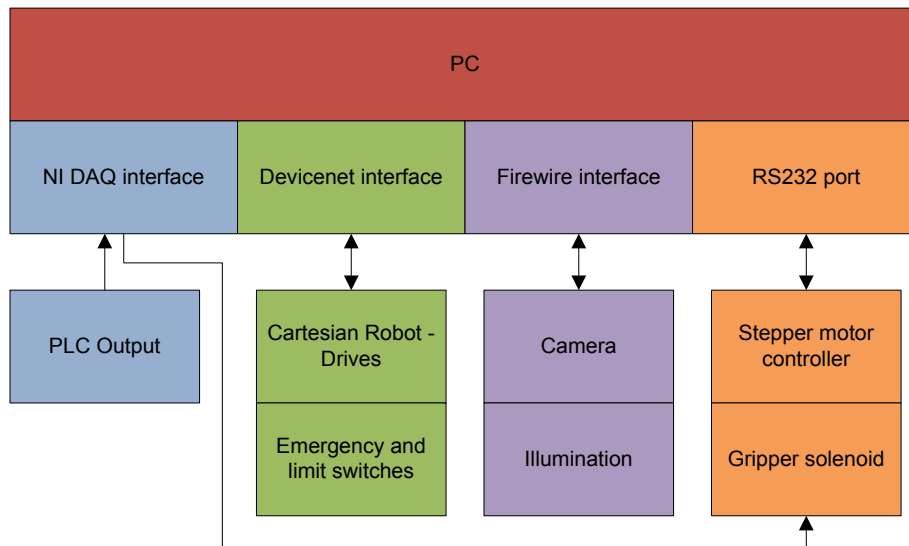 PC
NI DAQ interface
Devicenet interface
Firewire interface
RS232 port
PLC Output
Cartesian Robot -
Drives
Camera
Stepper motor
controller
Emergency and
limit switches
Illumination
Gripper solenoid